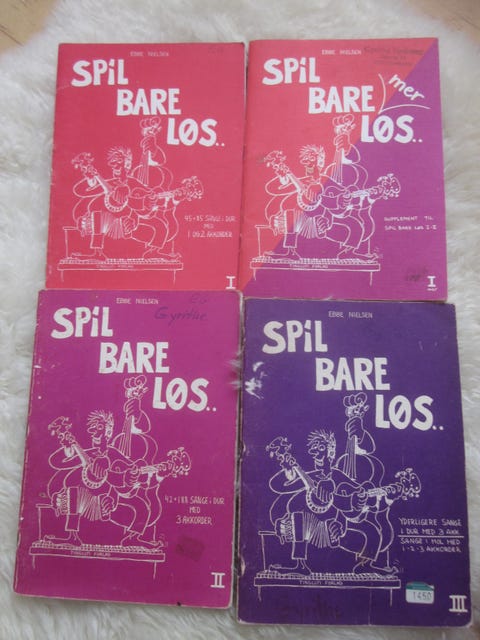 EBBE NIELSEN
SPiL
BARE
LØS..
45+85 SANGE i DUR
MED
1 OG 2 AKKORDER
TINGLUTI FORLAG
I
EBBE NIELSEN
SPiL
BARE
mer
LØS..
SUPPLEMENT TIL
SPIL BARE LØS I-II
TINGLUTI FORLAG
I
EBBE NIELSEN
Gyrithe
SPiL
BARE
LØS..
42+188 SANGE i DUR
MED
3 AKKORDER
TINGLUTI FORLAG
II
EBBE NIELSEN
SPiL
BARE
LØS..
YDERLIGERE SANGE
I DUR MED 3 AKK.
SANGE I MOL MED
1-2-3 AKKORDER
TINGLUTI FORLAG
1450
III
Gyrithe